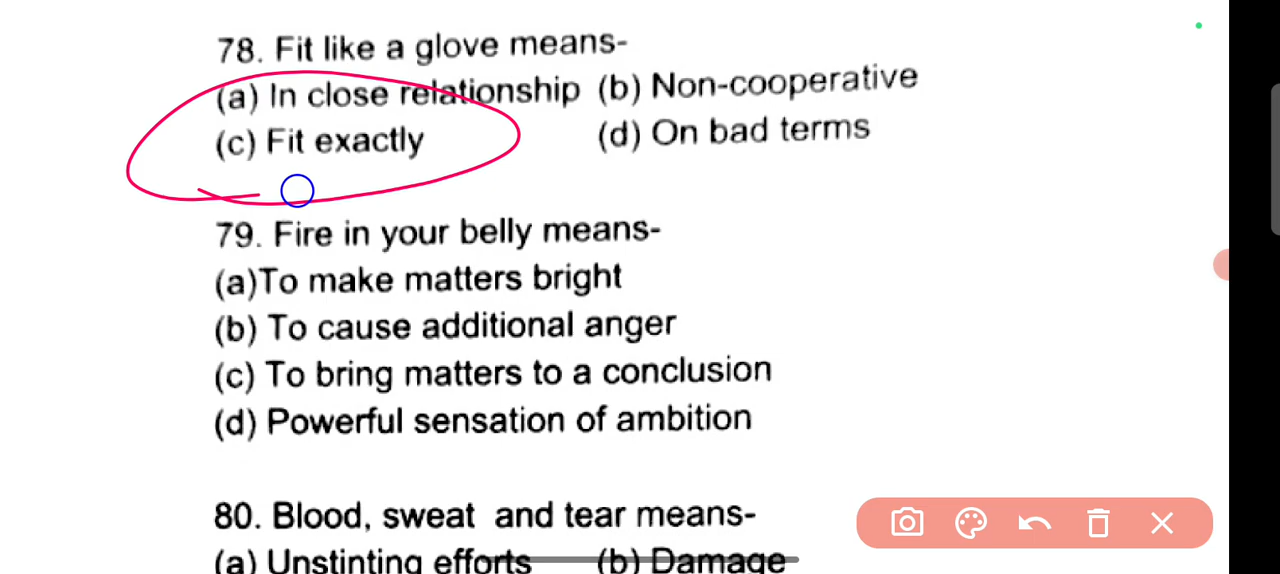 78. Fit like a glove means-
(a) In close relationship (b) Non-cooperative
(c) Fit exactly (d) On bad terms
79. Fire in your belly means-
(a)To make matters bright
(b) To cause additional anger
(c) To bring matters to a conclusion
(d) Powerful sensation of ambition
80. Blood, sweat and tear means-
(a) Unstinting efforts (b) Damage